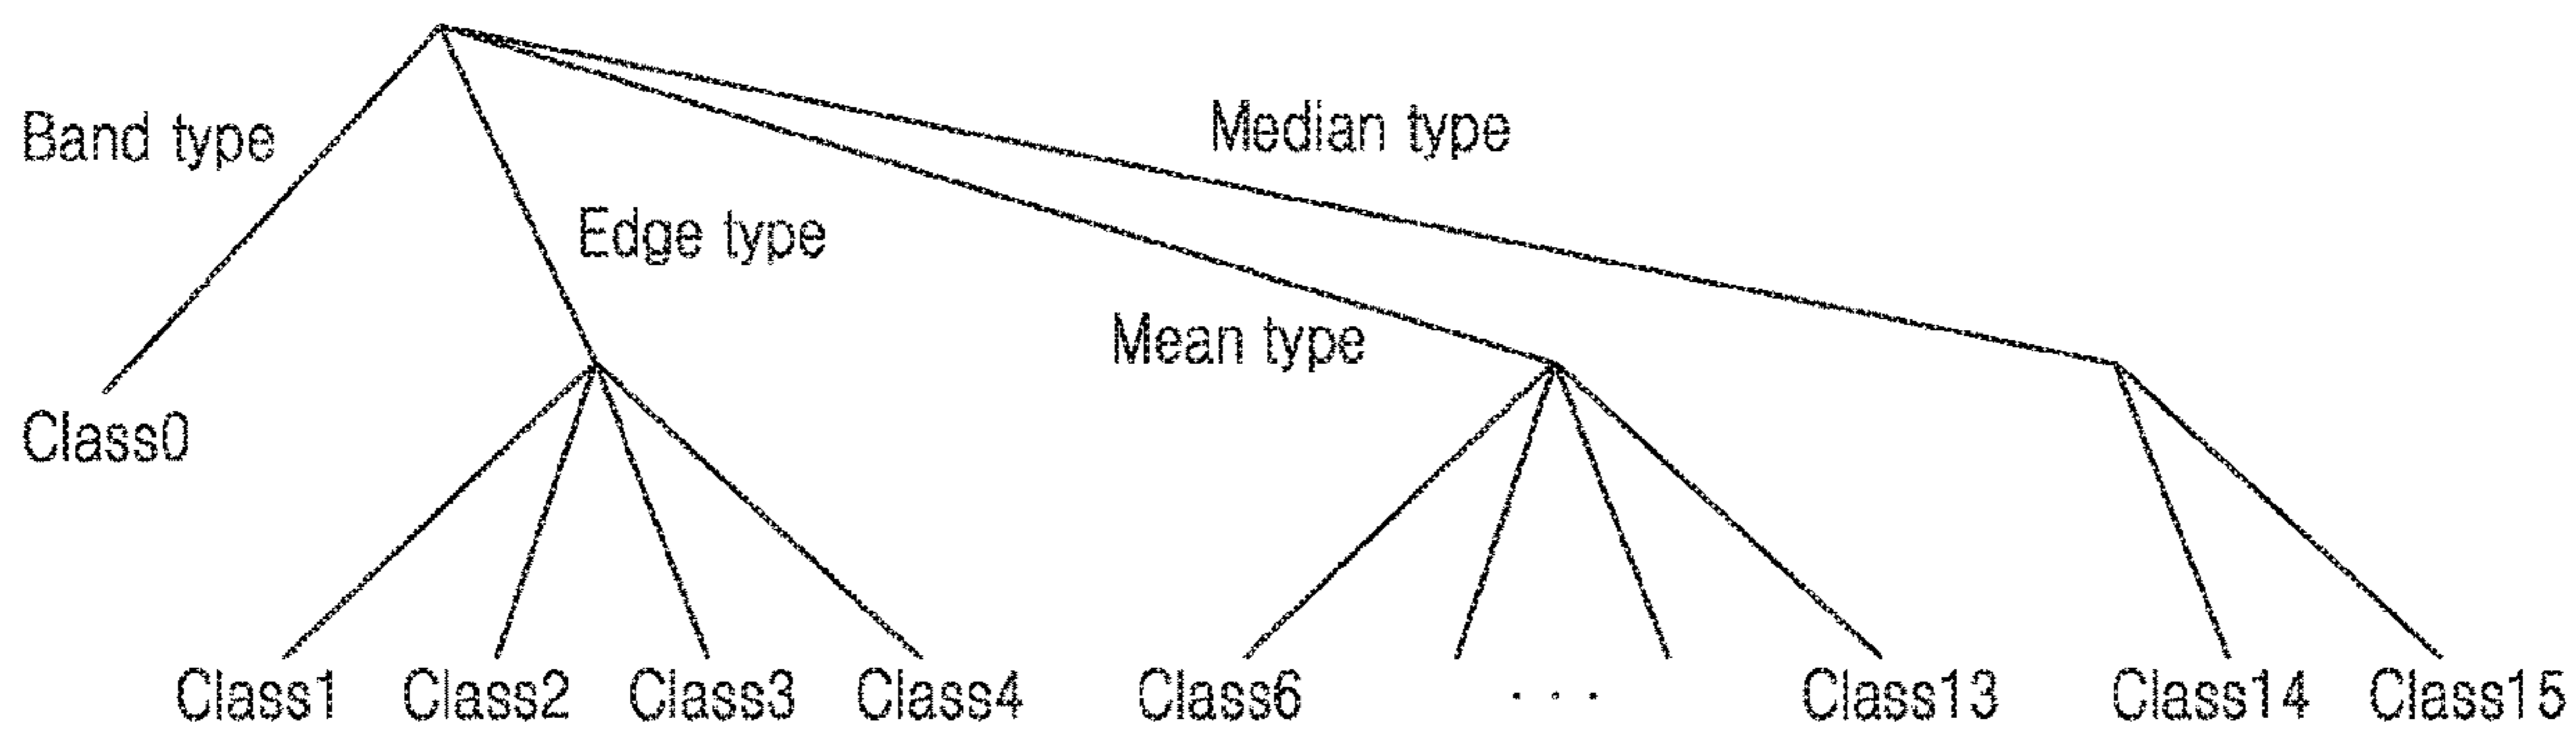 Band type
Median type
Edge type
Mean type
Class0
Class1 Class2 Class3 Class4 Class6 . . . Class13 Class14 Class15